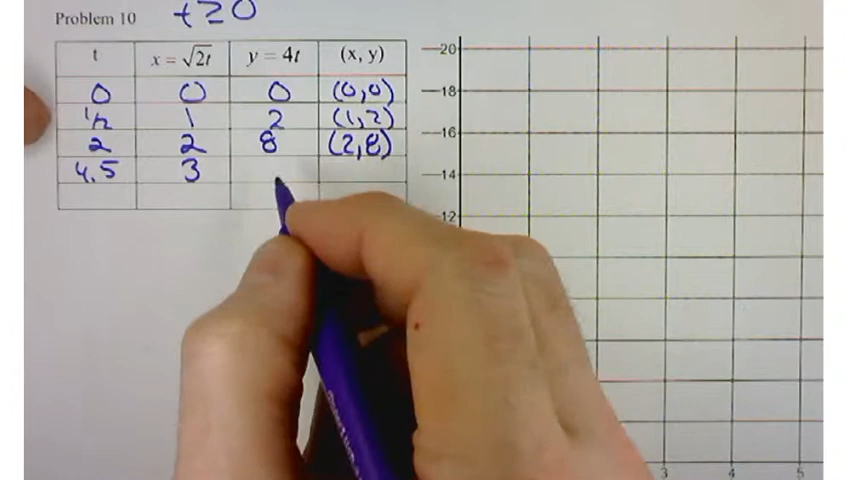 Problem 10 t ≥ 0
t x = √2t y = 4t (x, y)
0 0 0 (0,0)
1/2 1 2 (1,2)
2 2 8 (2,8)
4.5 3
20
18
16
14
12
3 4 5